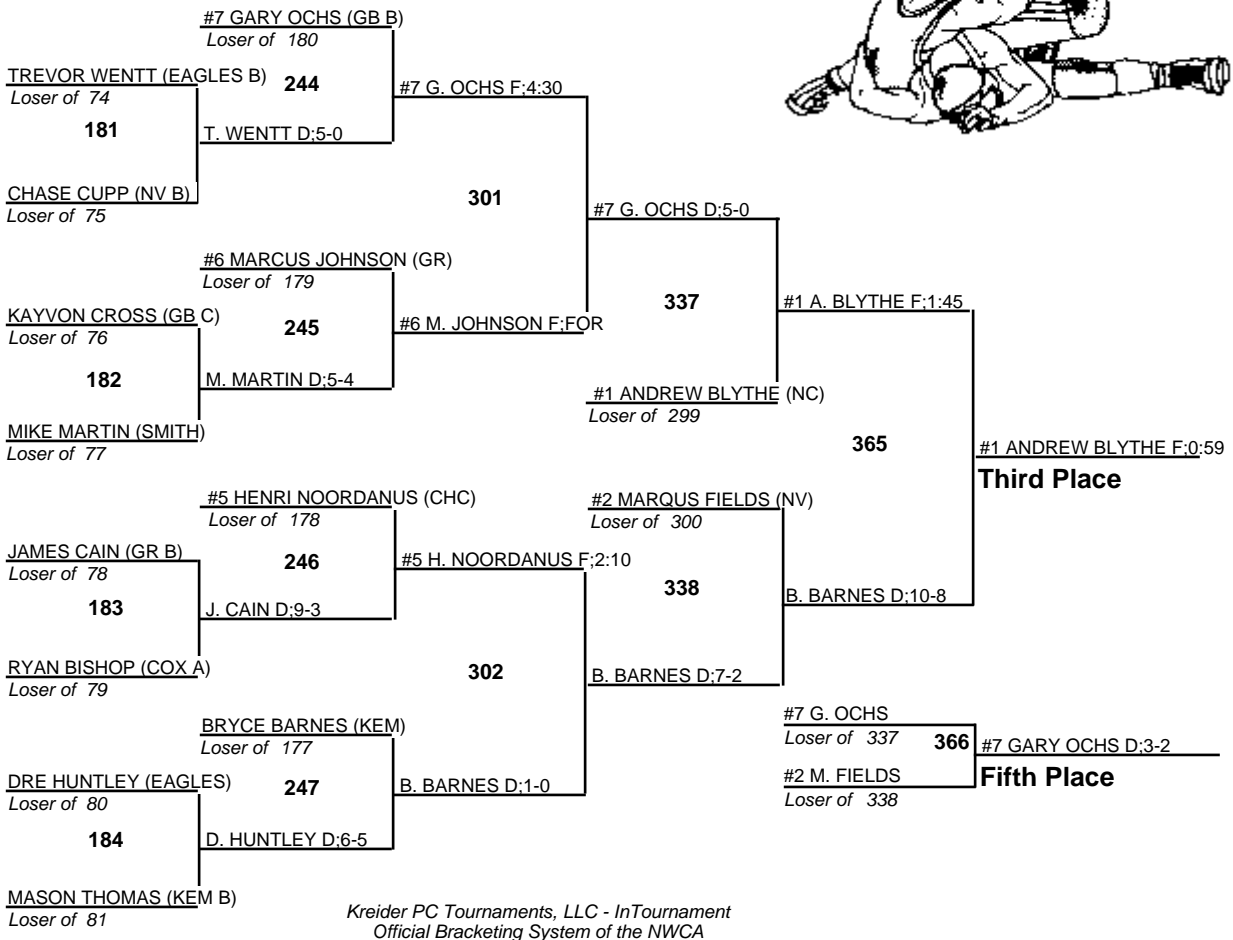 #7 GARY OCHS (GB B)
Loser of 180
TREVOR WENTT (EAGLES B)
244
Loser of 74
#7 G. OCHS F;4:30
181
T. WENTT D;5-0
CHASE CUPP (NV B)
301
Loser of 75
#7 G. OCHS D;5-0
#6 MARCUS JOHNSON (GR)
Loser of 179
337
#1 A. BLYTHE F;1:45
KAYVON CROSS (GB C)
245
#6 M. JOHNSON F;FOR
Loser of 76
182
M. MARTIN D;5-4
#1 ANDREW BLYTHE (NC)
Loser of 299
MIKE MARTIN (SMITH)
365
#1 ANDREW BLYTHE F;0:59
Loser of 77
Third Place
#5 HENRI NOORDANUS (CHC)
#2 MARQUS FIELDS (NV)
Loser of 178
Loser of 300
JAMES CAIN (GR B)
246
#5 H. NOORDANUS F;2:10
Loser of 78
338
183
J. CAIN D;9-3
B. BARNES D;10-8
RYAN BISHOP (COX A)
302
B. BARNES D;7-2
Loser of 79
#7 G. OCHS
BRYCE BARNES (KEM)
Loser of 337
366
#7 GARY OCHS D;3-2
Loser of 177
#2 M. FIELDS
Fifth Place
DRE HUNTLEY (EAGLES)
247
B. BARNES D;1-0
Loser of 338
Loser of 80
184
D. HUNTLEY D;6-5
MASON THOMAS (KEM B)
Loser of 81
Kreider PC Tournaments, LLC - InTournament
Official Bracketing System of the NWCA